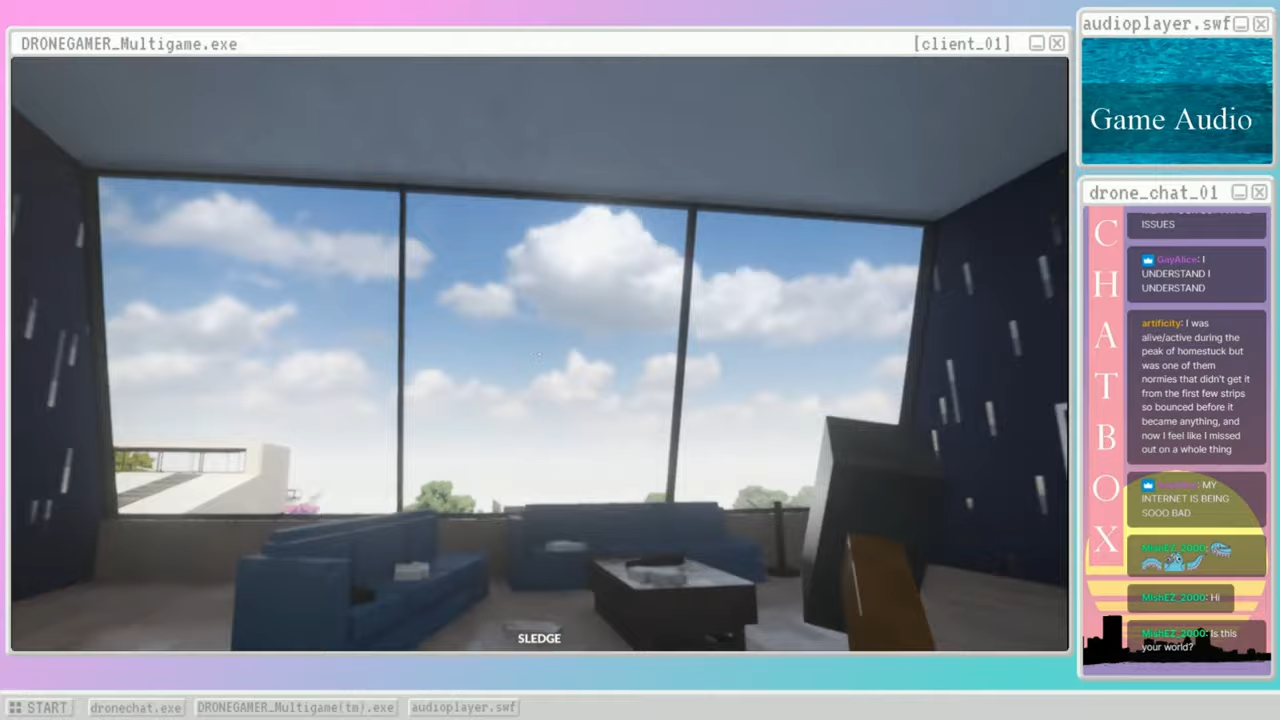 DRONEGAMER_Multigame.exe
[client_01]
SLEDGE
audioplayer.swf
Game Audio
drone_chat_01
CHATBOX
ISSUES
GayAlice: I
UNDERSTAND I
UNDERSTAND
artificity: I was
alive/active during the
peak of homestuck but
was one of them
normies that didn't get it
from the first few strips
so bounced before it
became anything, and
now I feel like I missed
out on a whole thing
GayAlice: MY
INTERNET IS BEING
SOOO BAD
MishEZ_2000:
MishEZ_2000: Hi
MishEZ_2000: Is this
your world?
START
dronechat.exe
DRONEGAMER_Multigame(tm).exe
audioplayer.swf